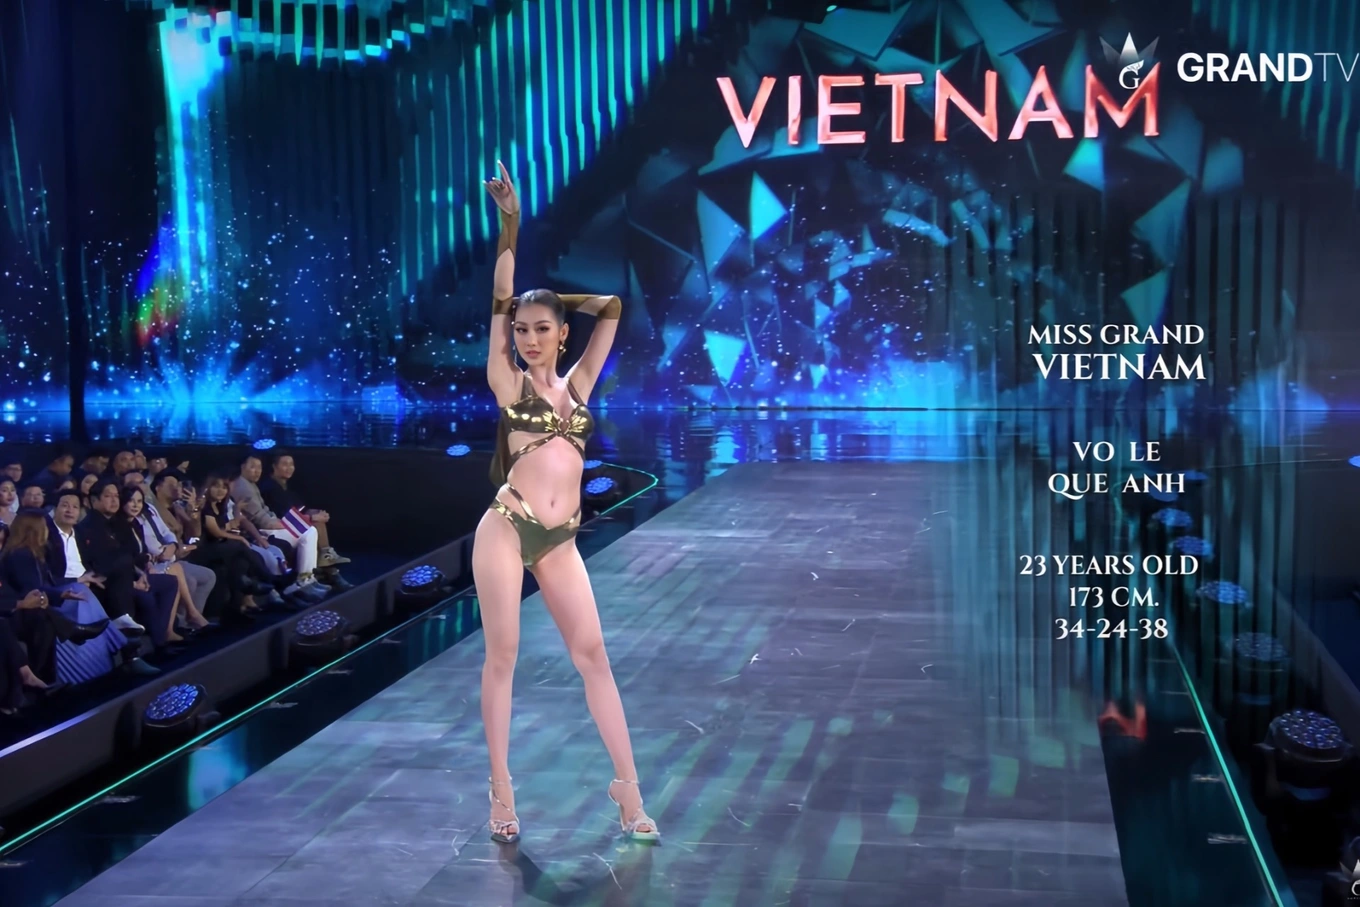 VIETNAM
G
GRANDTV
MISS GRAND
VIETNAM
VO LE
QUE ANH
23 YEARS OLD
173 CM.
34-24-38